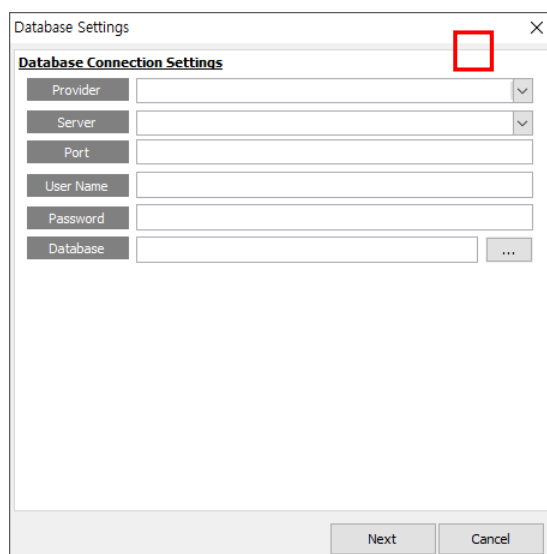 Database Settings
Database Connection Settings
Provider
Server
Port
User Name
Password
Database
...
Next
Cancel